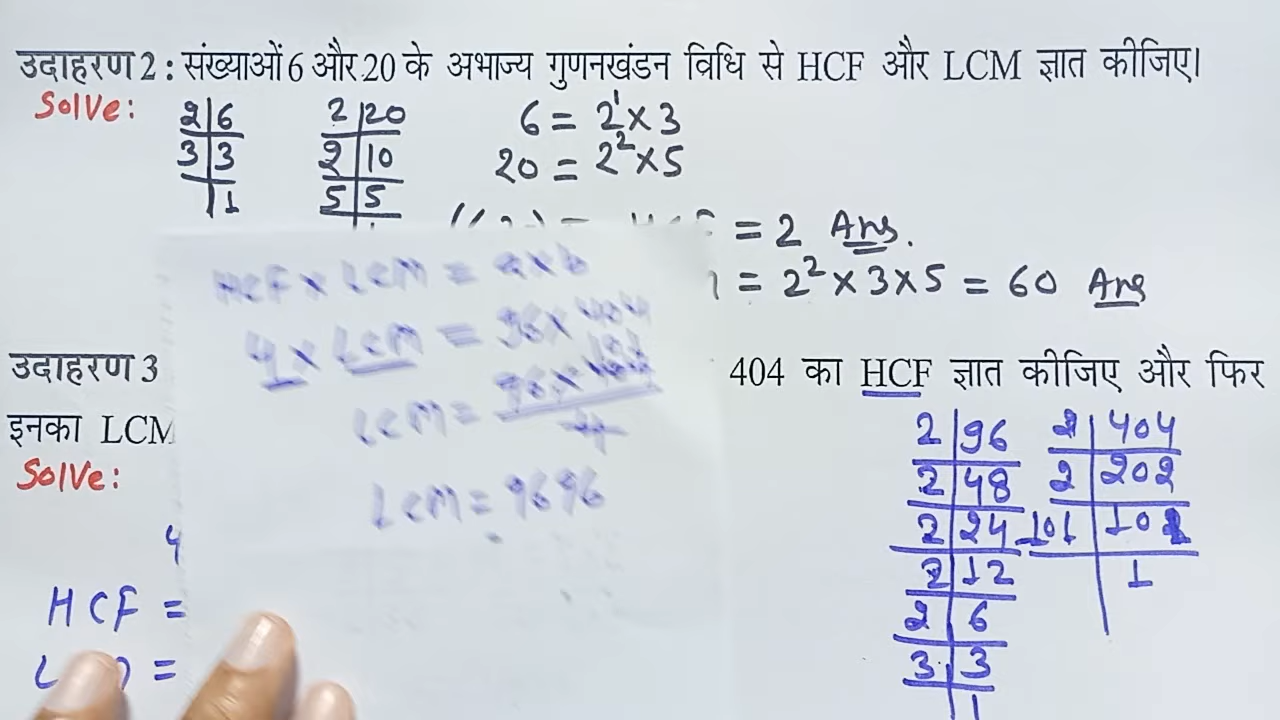 उदाहरण 2 : संख्याओं 6 और 20 के अभाज्य गुणनखंडन विधि से HCF और LCM ज्ञात कीजिए।
Solve:
2 | 6
3 | 3
1
2 | 20
2 | 10
5 | 5
6 = 2¹ × 3
20 = 2² × 5
= 2 Ans.
= 2² × 3 × 5 = 60 Ans
HCF × LCM = a × b
4 × LCM = 96 × 404
LCM = 96 × 404 101 / 4
LCM = 9696
उदाहरण 3
404 का HCF ज्ञात कीजिए और फिर
इनका LCM
Solve:
4
HCF =
=
2 | 96
2 | 48
2 | 24
2 | 12
2 | 6
3 | 3
1
2 | 404
2 | 202
101 | 101
1